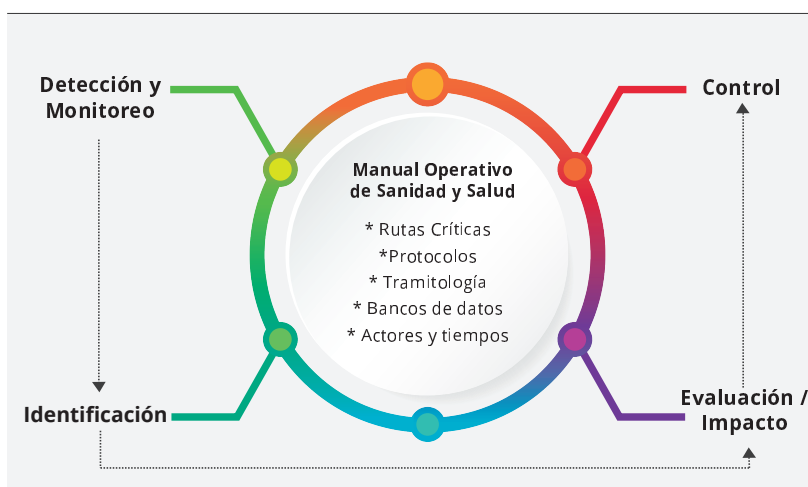 Detección y
Monitoreo
Control
Manual Operativo
de Sanidad y Salud
* Rutas Críticas
*Protocolos
* Tramitología
* Bancos de datos
* Actores y tiempos
Identificación
Evaluación /
Impacto